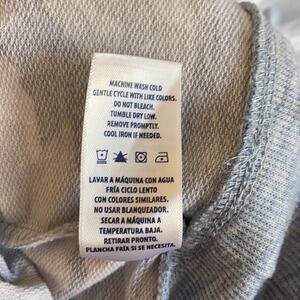 MACHINE WASH COLD
GENTLE CYCLE WITH LIKE COLORS.
DO NOT BLEACH.
TUMBLE DRY LOW.
REMOVE PROMPTLY.
COOL IRON IF NEEDED.
LAVAR A MÁQUINA CON AGUA
FRÍA CICLO LENTO
CON COLORES SIMILARES.
NO USAR BLANQUEADOR.
SECAR A MÁQUINA A
TEMPERATURA BAJA.
RETIRAR PRONTO.
PLANCHA FRÍA SI SE NECESITA.